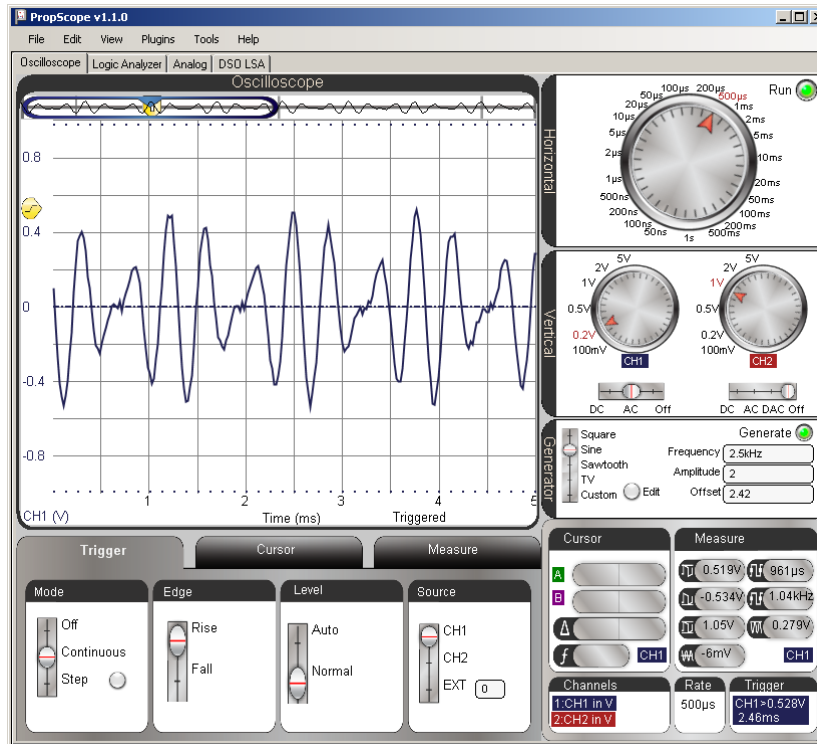 PropScope v1.1.0
File Edit View Plugins Tools Help
Oscilloscope Logic Analyzer Analog DSO LSA
Oscilloscope
0.8
0.4
0
-0.4
-0.8
1 2 3 4 5
CH1 (V) Time (ms) Triggered
Horizontal
Run
1s
50ns
100ns
200ns
500ns
1µs
2µs
5µs
10µs
20µs
50µs
100µs
200µs
500µs
1ms
2ms
5ms
10ms
20ms
50ms
100ms
200ms
500ms
Vertical
100mV
0.2V
0.5V
1V
2V
5V
CH1
DC AC Off
100mV
0.2V
0.5V
1V
2V
5V
CH2
DC AC DAC Off
Generator
Square
Sine
Sawtooth
TV
Custom Edit
Generate
Frequency 2.5kHz
Amplitude 2
Offset 2.42
Trigger Cursor Measure
Mode
Off
Continuous
Step
Edge
Rise
Fall
Level
Auto
Normal
Source
CH1
CH2
EXT 0
Cursor
A
B
Δ
f CH1
Measure
0.519V 961µs
-0.534V 1.04kHz
1.05V 0.279V
-6mV CH1
Channels
1:CH1 in V
2:CH2 in V
Rate
500µs
Trigger
CH1>0.528V
2.46ms